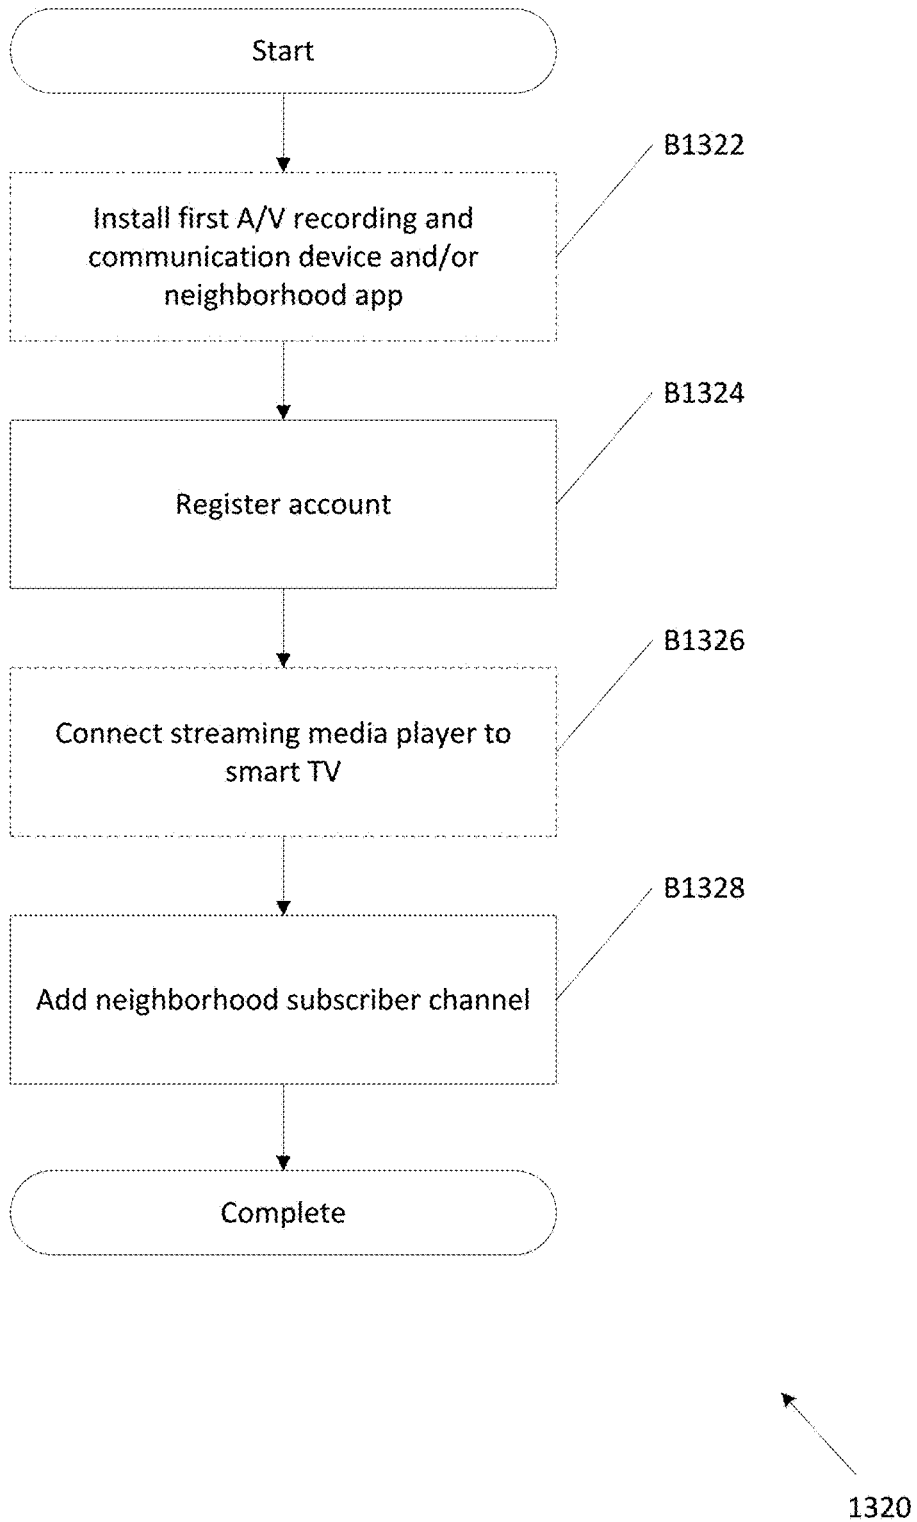 Start
B1322
Install first A/V recording and
communication device and/or
neighborhood app
B1324
Register account
B1326
Connect streaming media player to
smart TV
B1328
Add neighborhood subscriber channel
Complete
1320